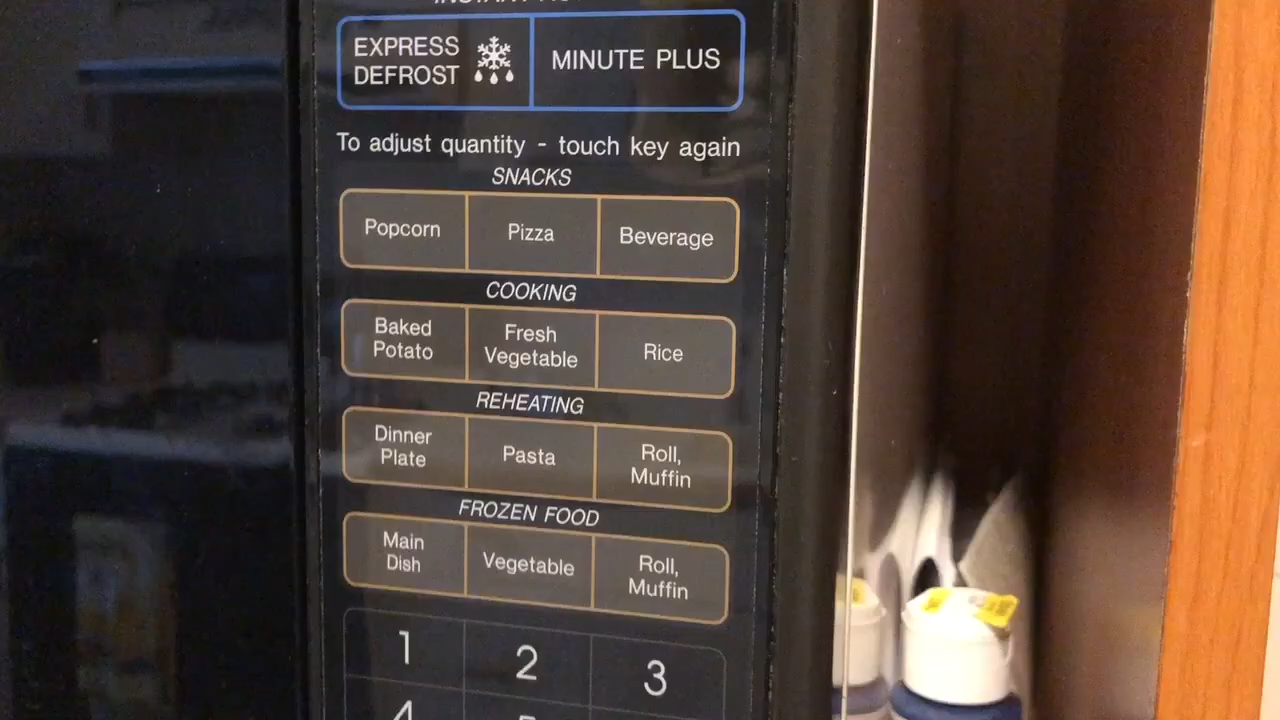 EXPRESS
DEFROST
MINUTE PLUS
To adjust quantity - touch key again
SNACKS
Popcorn
Pizza
Beverage
COOKING
Baked
Potato
Fresh
Vegetable
Rice
REHEATING
Dinner
Plate
Pasta
Roll,
Muffin
FROZEN FOOD
Main
Dish
Vegetable
Roll,
Muffin
1
2
3
4